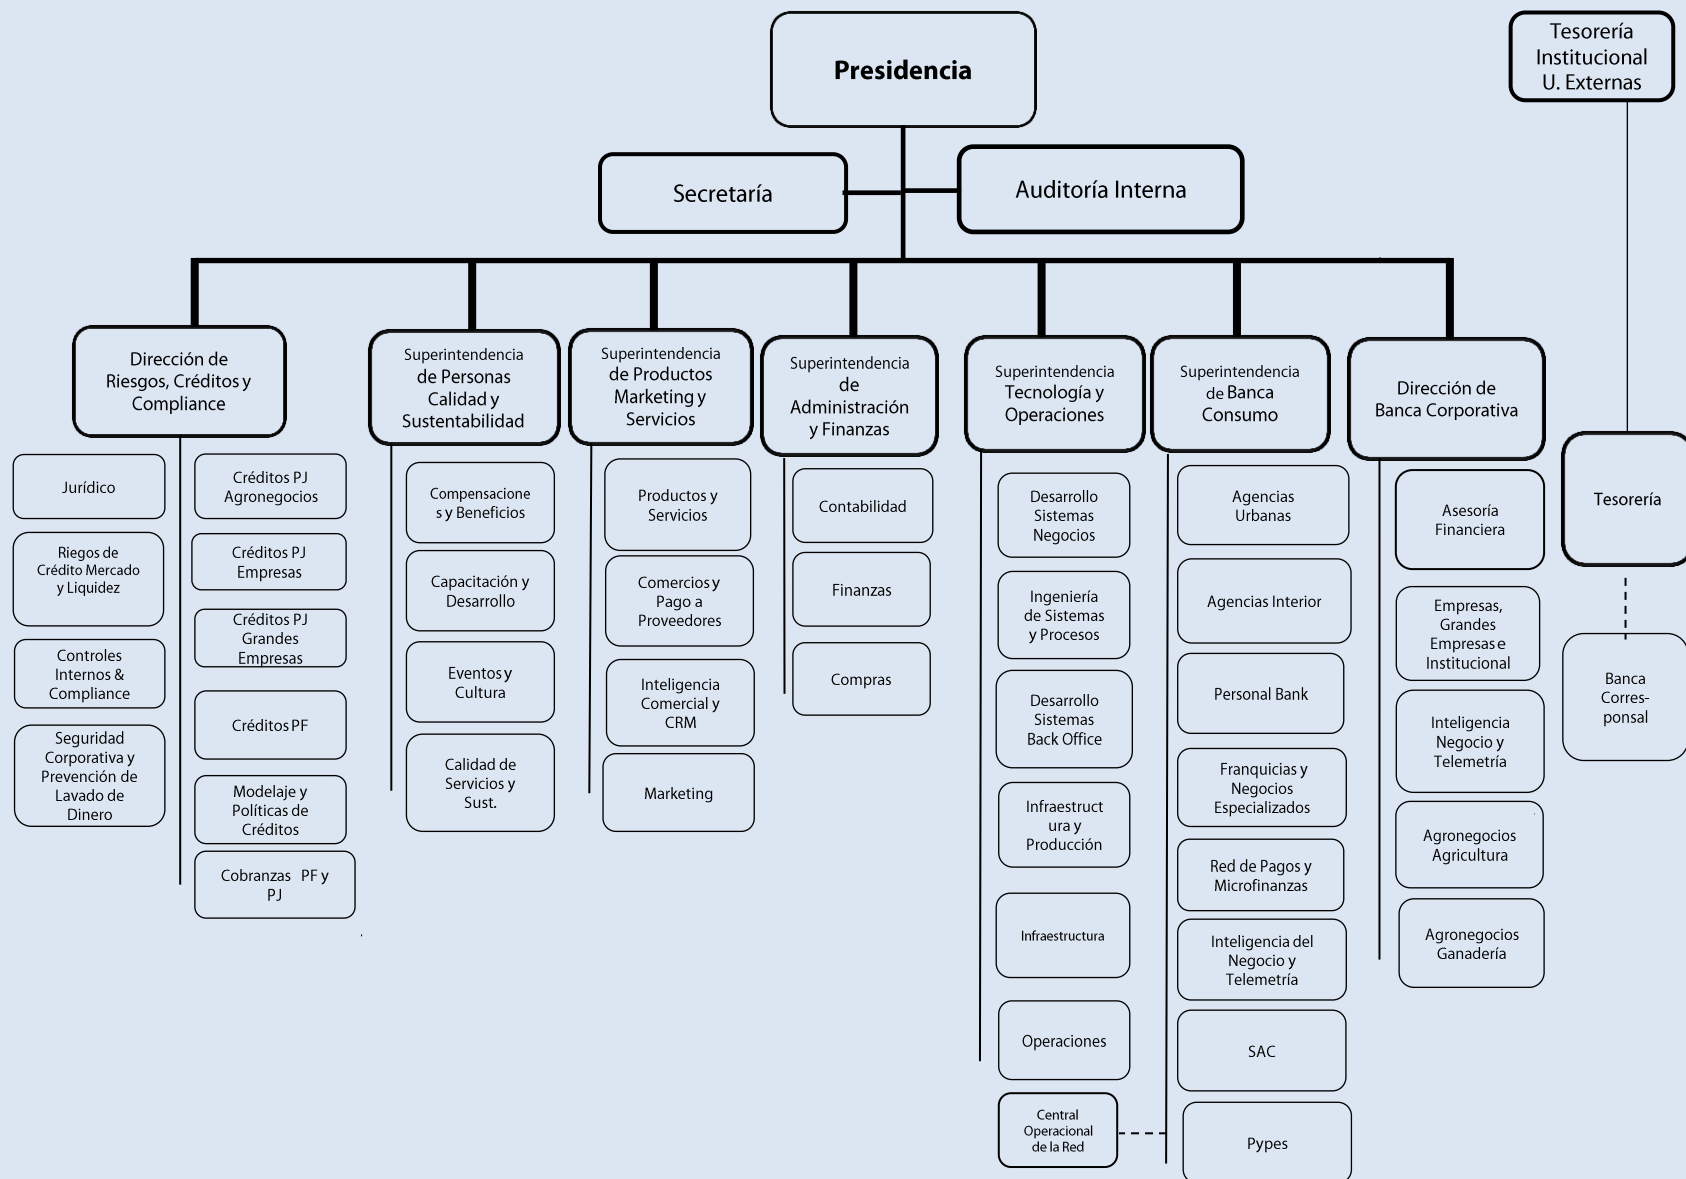 Presidencia
Tesorería
Institucional
U. Externas
Secretaría
Auditoría Interna
Dirección de
Riesgos, Créditos y
Compliance
Superintendencia
de Personas
Calidad y
Sustentabilidad
Superintendencia
de Productos
Marketing y
Servicios
Superintendencia
de
Administración
y Finanzas
Superintendencia
Tecnología y
Operaciones
Superintendencia
de Banca
Consumo
Dirección de
Banca Corporativa
Tesorería
Banca
Corres-
ponsal
Jurídico
Riegos de
Crédito Mercado
y Liquidez
Controles
Internos &
Compliance
Seguridad
Corporativa y
Prevención de
Lavado de
Dinero
Créditos PJ
Agronegocios
Créditos PJ
Empresas
Créditos PJ
Grandes
Empresas
Créditos PF
Modelaje y
Políticas de
Créditos
Cobranzas PF y
PJ
Compensacione
s y Beneficios
Capacitación y
Desarrollo
Eventos y
Cultura
Calidad de
Servicios y
Sust.
Productos y
Servicios
Comercios y
Pago a
Proveedores
Inteligencia
Comercial y
CRM
Marketing
Contabilidad
Finanzas
Compras
Desarrollo
Sistemas
Negocios
Ingeniería
de Sistemas
y Procesos
Desarrollo
Sistemas
Back Office
Infraestruct
ura y
Producción
Infraestructura
Operaciones
Central
Operacional
de la Red
Agencias
Urbanas
Agencias Interior
Personal Bank
Franquicias y
Negocios
Especializados
Red de Pagos y
Microfinanzas
Inteligencia del
Negocio y
Telemetría
SAC
Pypes
Asesoría
Financiera
Empresas,
Grandes
Empresas e
Institucional
Inteligencia
Negocio y
Telemetría
Agronegocios
Agricultura
Agronegocios
Ganadería